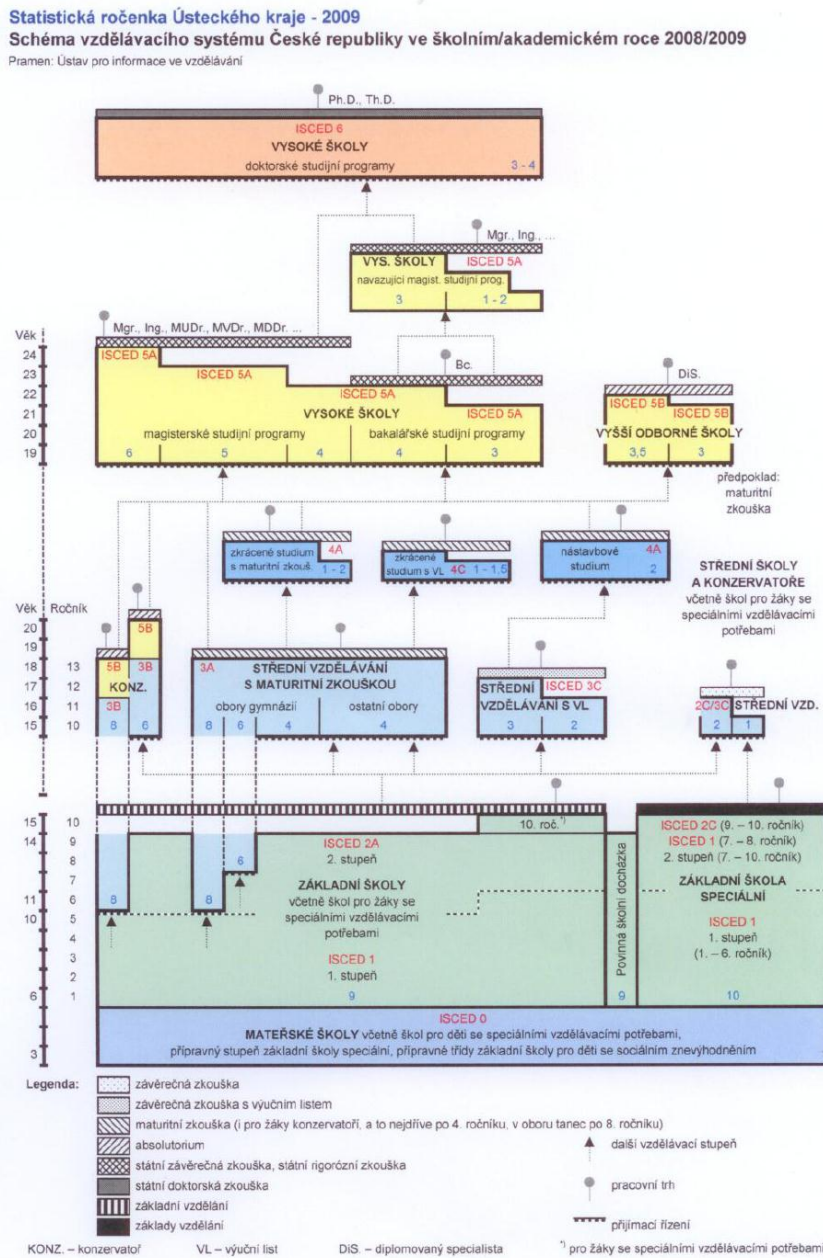 Statistická ročenka Ústeckého kraje - 2009
Schéma vzdělávacího systému České republiky ve školním/akademickém roce 2008/2009
Pramen: Ústav pro informace ve vzdělávání
Ph.D., Th.D.
ISCED 6
VYSOKÉ ŠKOLY
doktorské studijní programy 3 - 4
Mgr., Ing., ...
VYS. ŠKOLY ISCED 5A
navazující magist. studijní prog.
3 1 - 2
Věk Mgr., Ing., MUDr., MVDr., MDDr. ...
24 ISCED 5A
23 ISCED 5A Bc. DiS.
22 ISCED 5A ISCED 5B
21 VYSOKÉ ŠKOLY ISCED 5A ISCED 5B
20 magisterské studijní programy bakalářské studijní programy VYŠŠÍ ODBORNÉ ŠKOLY
19 6 5 4 4 3 3,5 3
předpoklad:
maturitní
zkouška
zkrácené studium 4A
s maturitní zkouš. 1 - 2
zkrácené
studium s VL 4C 1 - 1.5
nástavbové 4A
studium 2
STŘEDNÍ ŠKOLY
A KONZERVATOŘE
včetně škol pro žáky se
speciálními vzdělávacími
potřebami
Věk Ročník
20 5B
19
18 13 5B 3B 3A STŘEDNÍ VZDĚLÁVÁNÍ STŘEDNÍ ISCED 3C
17 12 KONZ. S MATURITNÍ ZKOUŠKOU VZDĚLÁVÁNÍ S VL
16 11 3B obory gymnázií ostatní obory 2C/3C STŘEDNÍ VZD.
15 10 8 6 8 6 4 4 3 2 2 1
15 10 10. roč.*) ISCED 2C (9. – 10. ročník)
14 9 ISCED 2A ISCED 1 (7. – 8. ročník)
8 6 2. stupeň 2. stupeň (7. – 10. ročník)
7 ZÁKLADNÍ ŠKOLY ZÁKLADNÍ ŠKOLA
11 6 8 8 včetně škol pro žáky se SPECIÁLNÍ
10 5 speciálními vzdělávacími
4 potřebami ISCED 1
3 ISCED 1 1. stupeň
2 1. stupeň (1. – 6. ročník)
6 1 9 9 10
Povinná školní docházka
ISCED 0
MATEŘSKÉ ŠKOLY včetně škol pro děti se speciálními vzdělávacími potřebami,
3 přípravný stupeň základní školy speciální, přípravné třídy základní školy pro děti se sociálním znevýhodněním
Legenda: závěrečná zkouška
závěrečná zkouška s výučním listem
maturitní zkouška (i pro žáky konzervatoří, a to nejdříve po 4. ročníku, v oboru tanec po 8. ročníku)
absolutorium další vzdělávací stupeň
státní závěrečná zkouška, státní rigorózní zkouška
státní doktorská zkouška pracovní trh
základní vzdělání
základy vzdělání přijímací řízení
KONZ. – konzervatoř VL – výuční list DiS. – diplomovaný specialista *) pro žáky se speciálními vzdělávacími potřebami